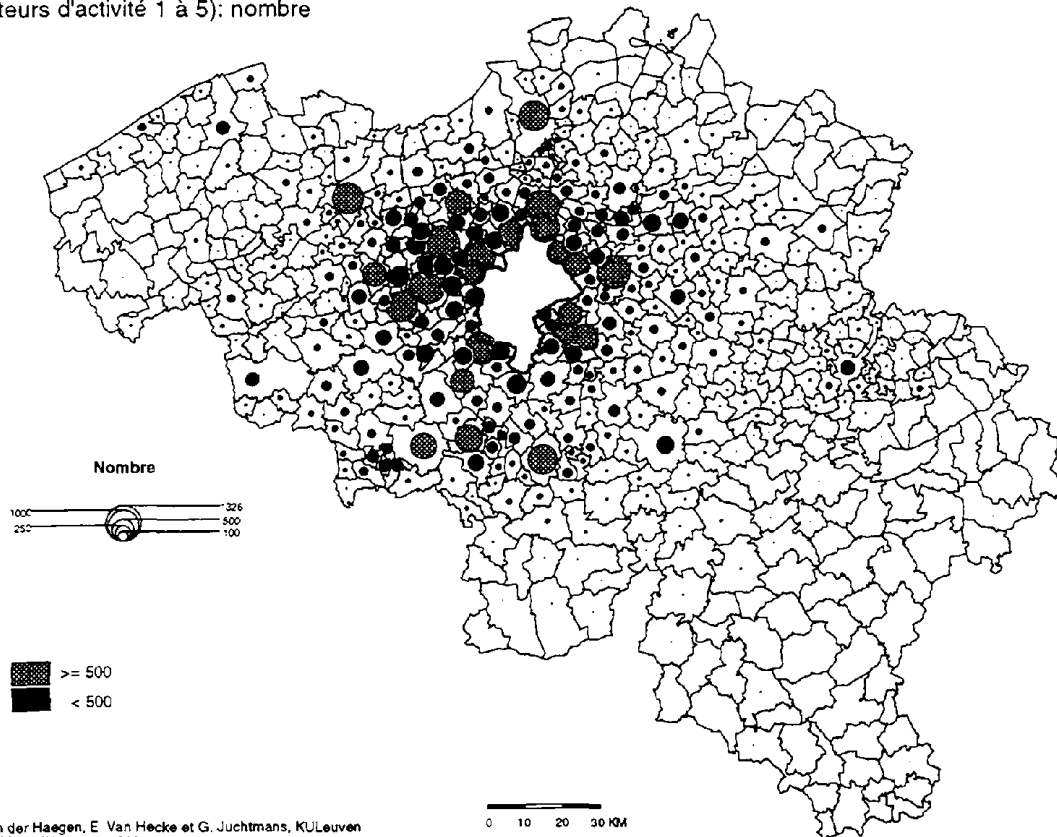 teurs d'activité 1 à 5): nombre
Nombre
1000 326
250 500
100
>= 500
< 500
0 10 20 30 KM
n der Haegen, E Van Hecke et G. Juchtmans, KULeuven